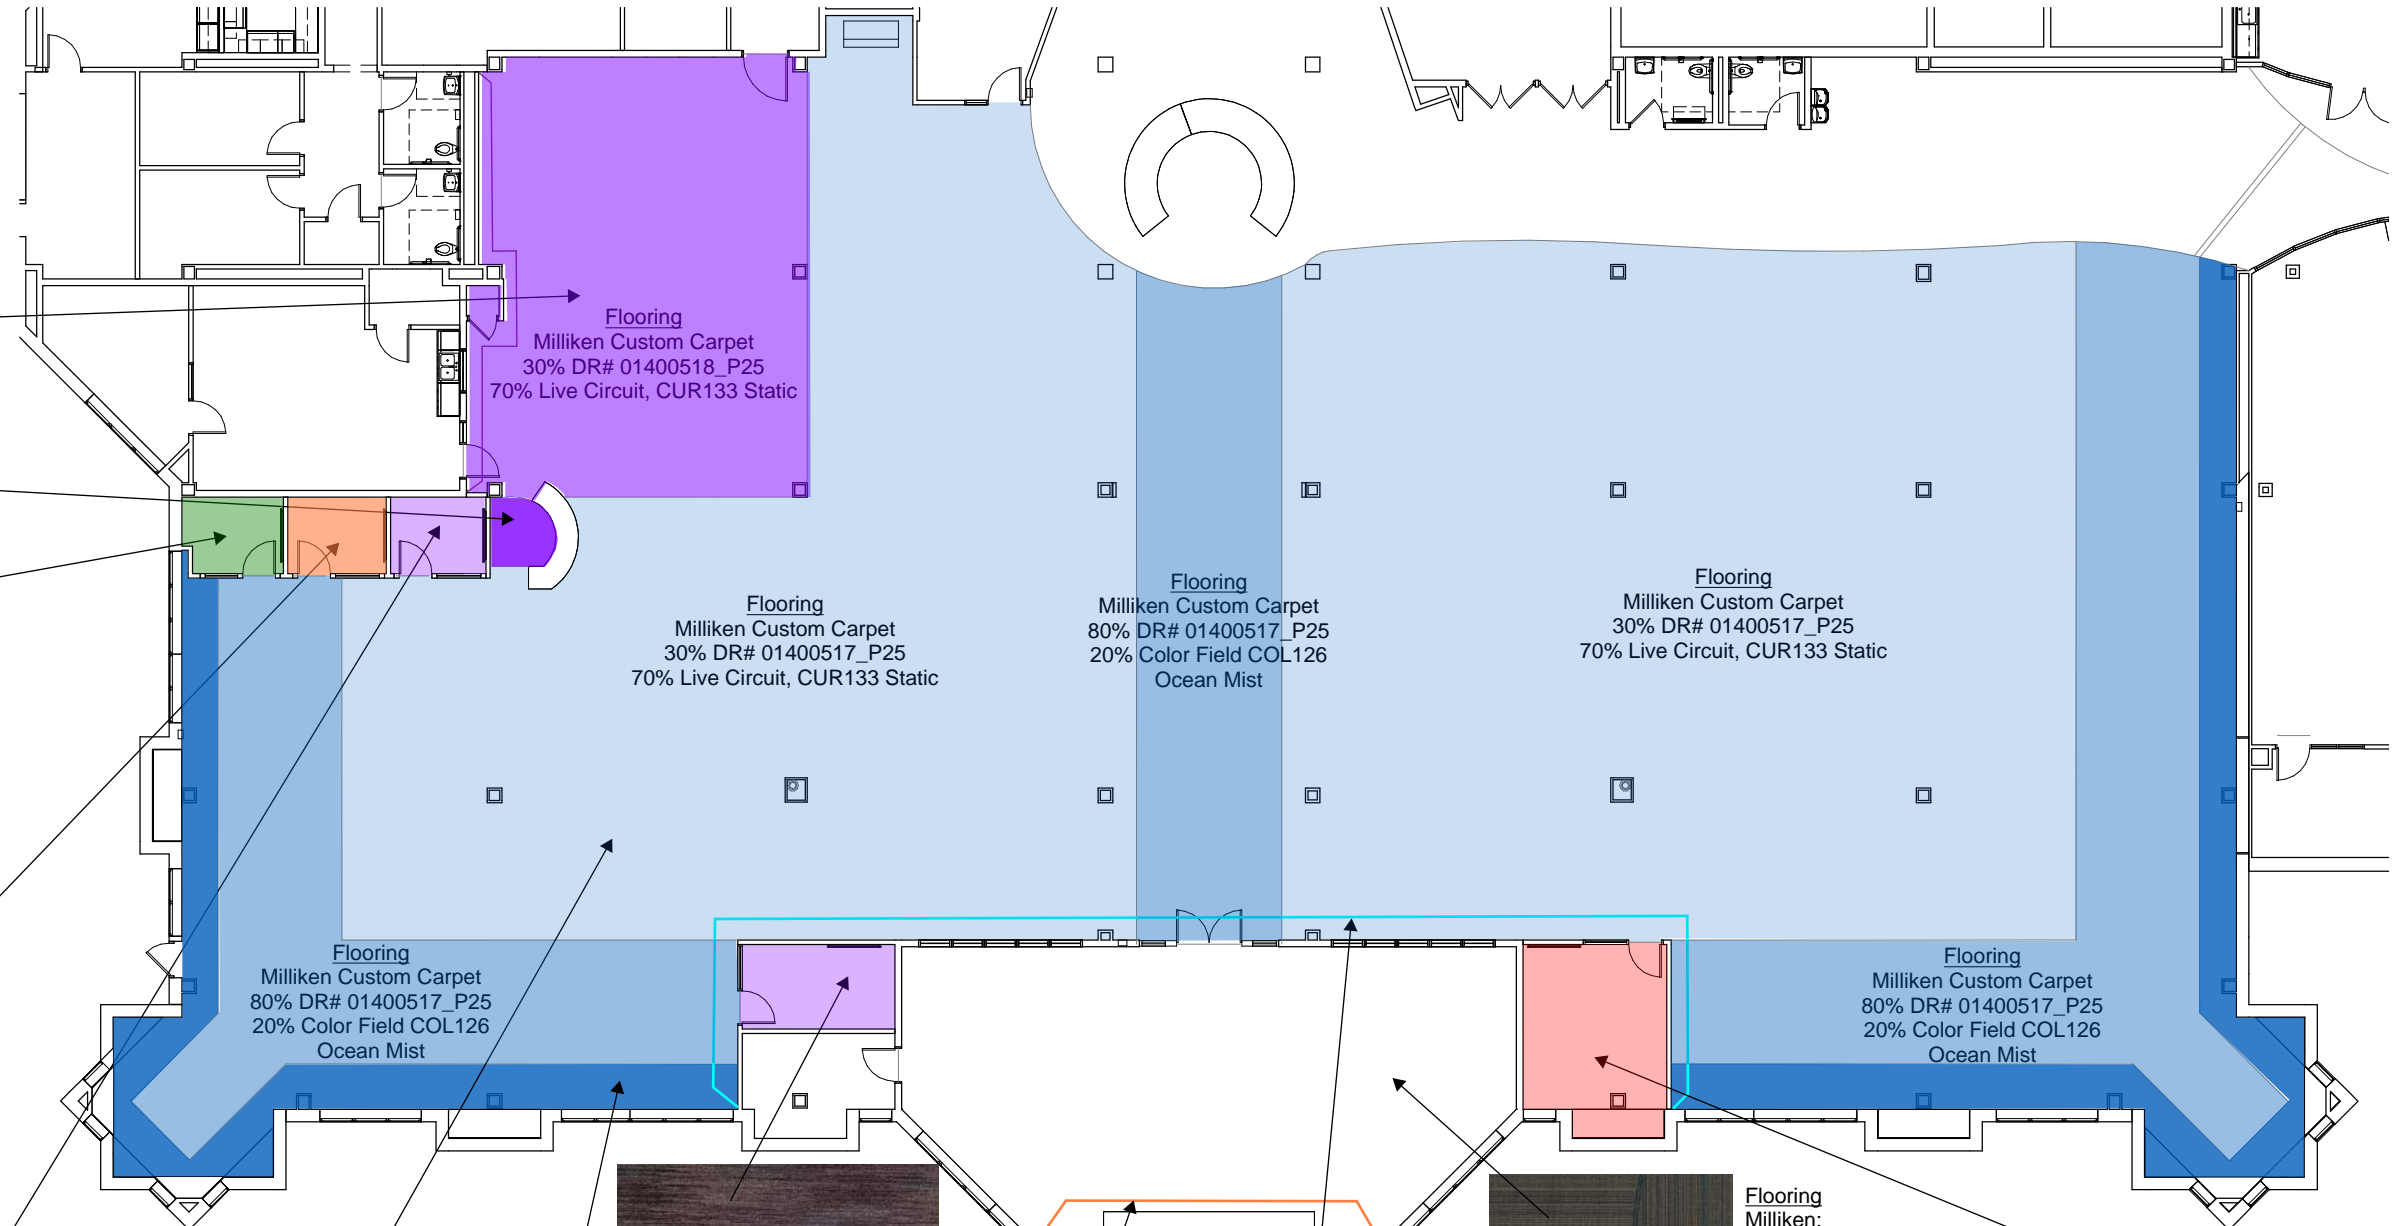 Flooring
Milliken Custom Carpet
30% DR# 01400518_P25
70% Live Circuit, CUR133 Static
Flooring
Milliken Custom Carpet
30% DR# 01400517_P25
70% Live Circuit, CUR133 Static
Flooring
Milliken Custom Carpet
80% DR# 01400517_P25
20% Color Field COL126
Ocean Mist
Flooring
Milliken Custom Carpet
30% DR# 01400517_P25
70% Live Circuit, CUR133 Static
Flooring
Milliken Custom Carpet
80% DR# 01400517_P25
20% Color Field COL126
Ocean Mist
Flooring
Milliken Custom Carpet
80% DR# 01400517_P25
20% Color Field COL126
Ocean Mist
Flooring
Milliken: